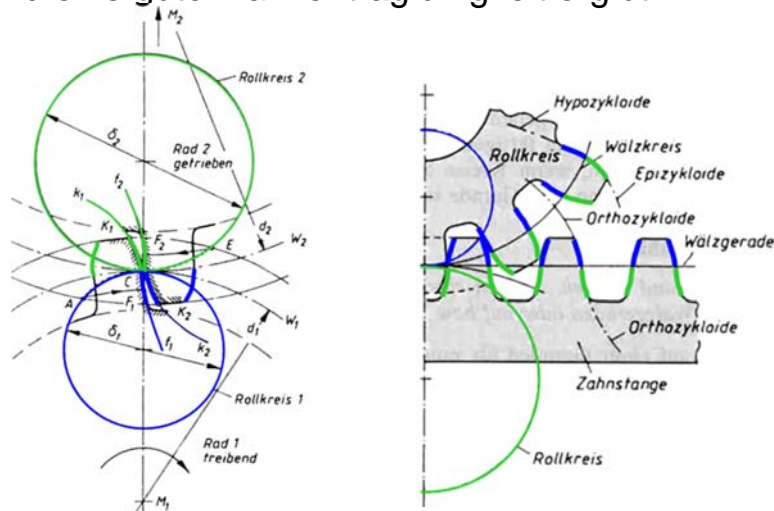 M₂
Rollkreis 2
δ₂
Rad 2
getrieben
k₁
f₂
K₁
F₂
E
d₂
W₂
C
A
F₁
K₂
d₁
W₁
δ₁
f₁
k₂
Rollkreis 1
Rad 1
treibend
M₁
Hypozykloide
Rollkreis
Wälzkreis
Epizykloide
Orthozykloide
Wälzgerade
Orthozykloide
Zahnstange
Rollkreis